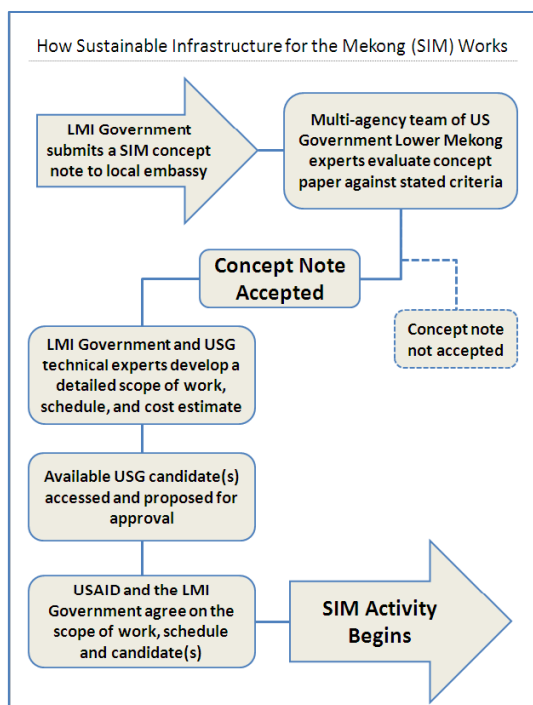 How Sustainable Infrastructure for the Mekong (SIM) Works
LMI Government
submits a SIM concept
note to local embassy
Multi-agency team of US
Government Lower Mekong
experts evaluate concept
paper against stated criteria
Concept Note
Accepted
Concept note
not accepted
LMI Government and USG
technical experts develop a
detailed scope of work,
schedule, and cost estimate
Available USG candidate(s)
accessed and proposed for
approval
USAID and the LMI
Government agree on the
scope of work, schedule
and candidate(s)
SIM Activity
Begins